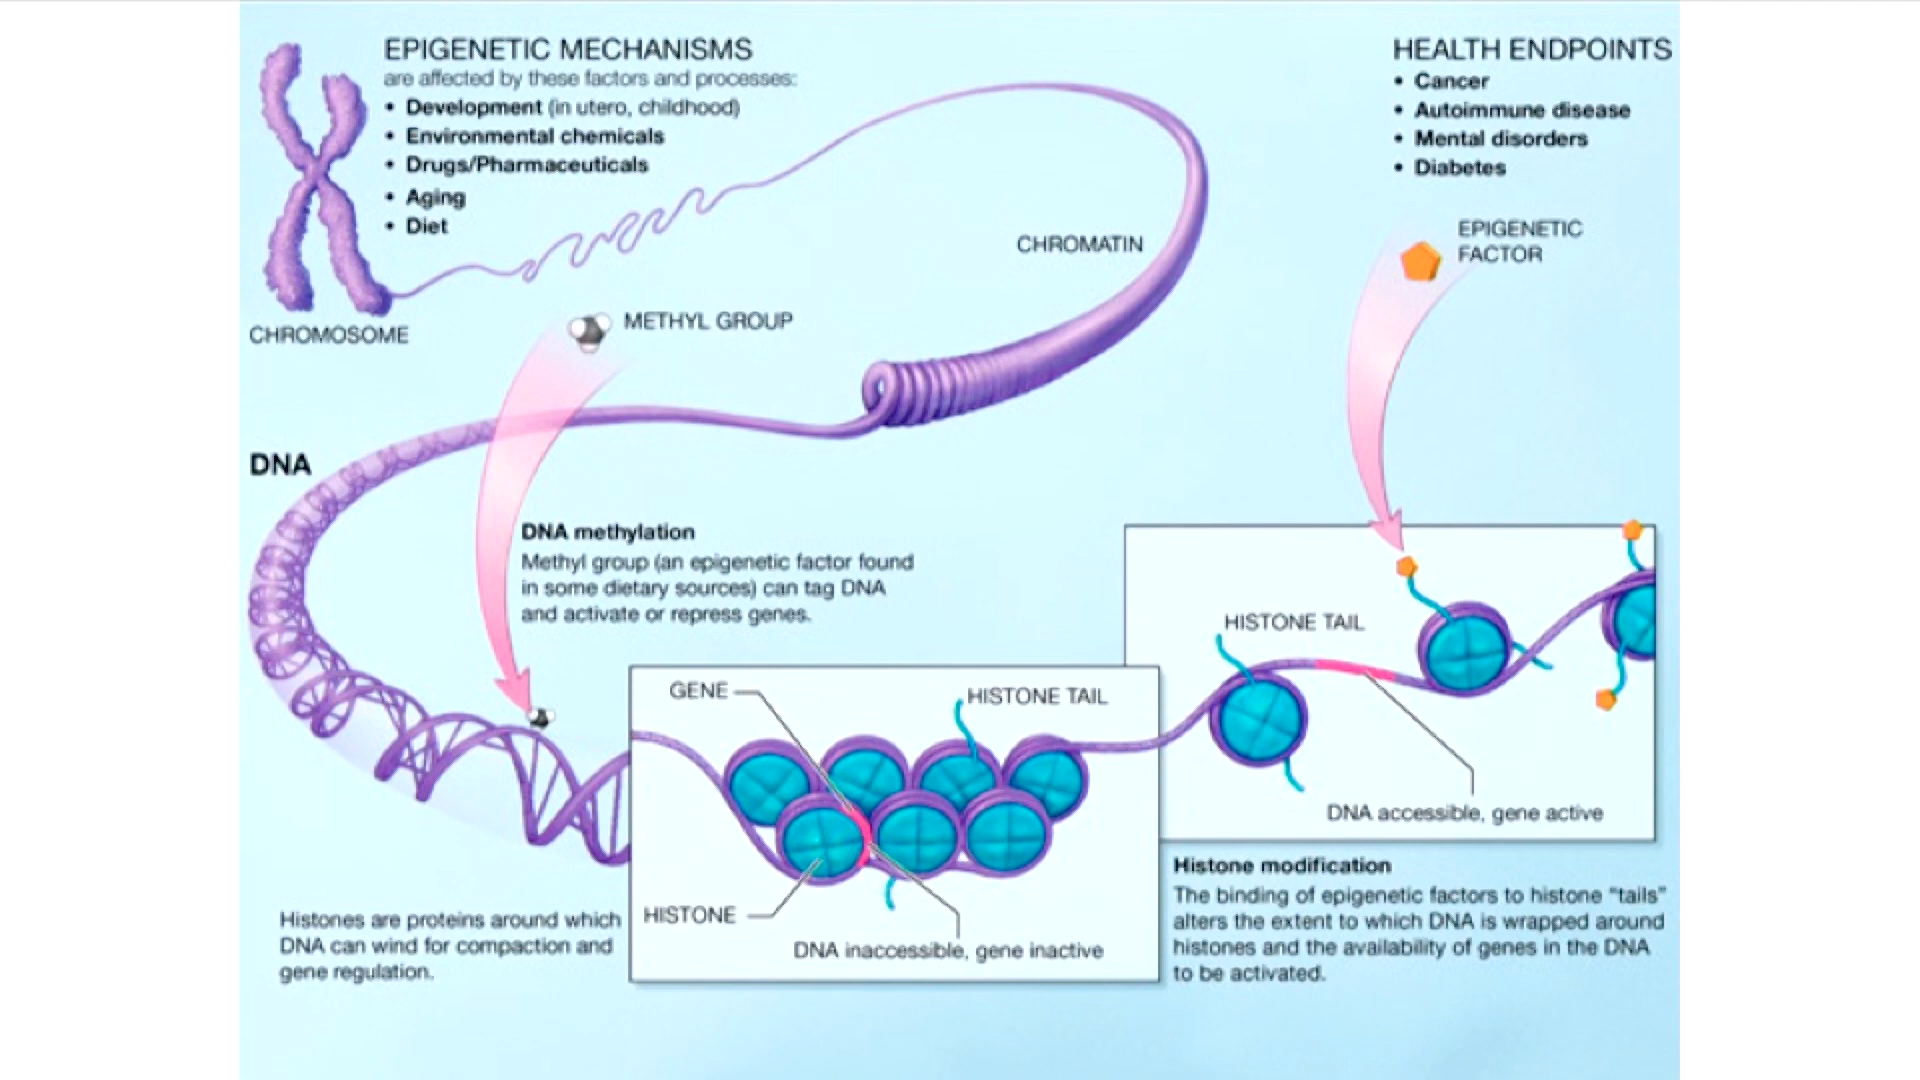 EPIGENETIC MECHANISMS
are affected by these factors and processes:
• Development (in utero, childhood)
• Environmental chemicals
• Drugs/Pharmaceuticals
• Aging
• Diet
HEALTH ENDPOINTS
• Cancer
• Autoimmune disease
• Mental disorders
• Diabetes
EPIGENETIC
FACTOR
CHROMATIN
METHYL GROUP
CHROMOSOME
DNA
DNA methylation
Methyl group (an epigenetic factor found
in some dietary sources) can tag DNA
and activate or repress genes.
HISTONE TAIL
GENE
HISTONE TAIL
DNA accessible, gene active
HISTONE
DNA inaccessible, gene inactive
Histones are proteins around which
DNA can wind for compaction and
gene regulation.
Histone modification
The binding of epigenetic factors to histone “tails”
alters the extent to which DNA is wrapped around
histones and the availability of genes in the DNA
to be activated.